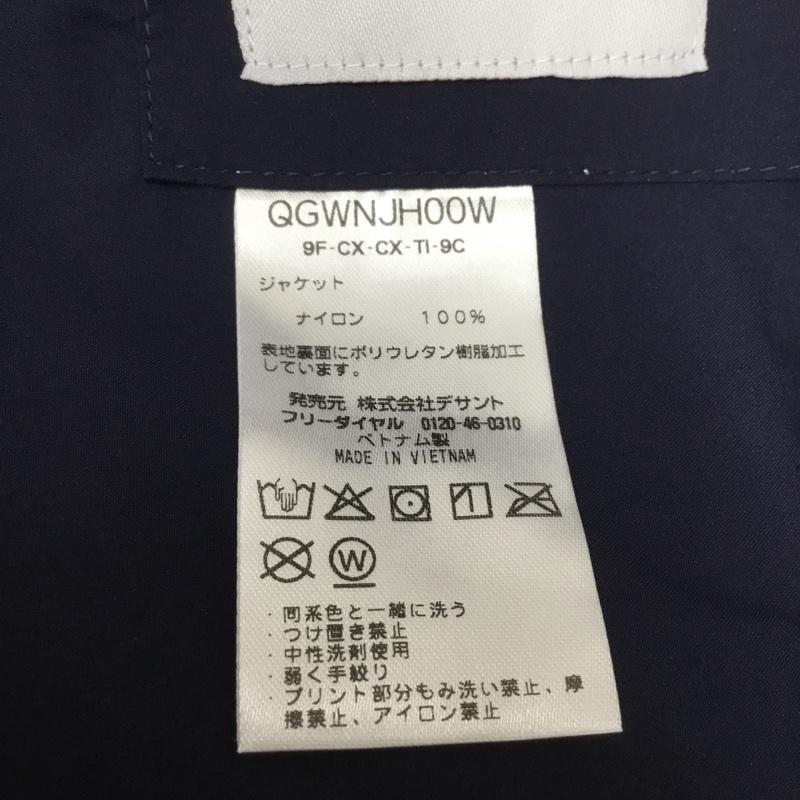 QGWNJH00W
9F-CX-CX-TI-9C
ジャケット
ナイロン 100%
表地裏面にポリウレタン樹脂加工
しています。
発売元 株式会社デサント
フリーダイヤル 0120-46-0310
ベトナム製
MADE IN VIETNAM
W
・同系色と一緒に洗う
・つけ置き禁止
・中性洗剤使用
・弱く手絞り
・プリント部分もみ洗い禁止、摩
擦禁止、アイロン禁止